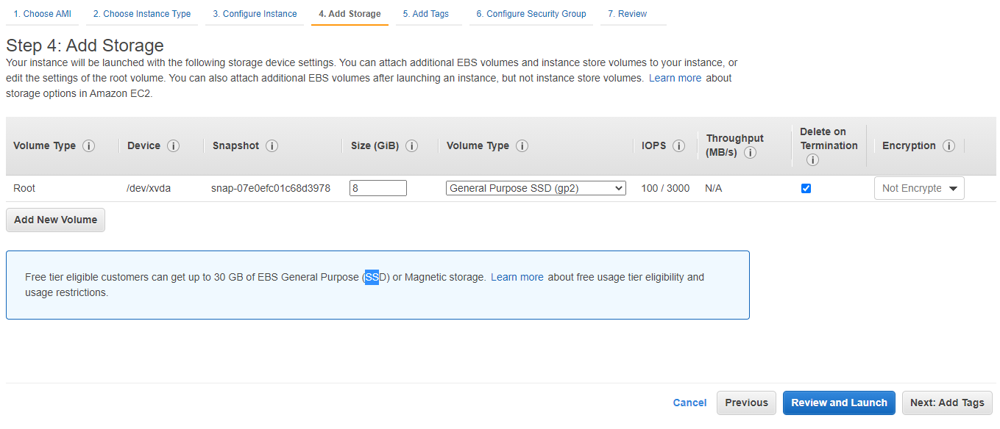 1. Choose AMI 2. Choose Instance Type 3. Configure Instance 4. Add Storage 5. Add Tags 6. Configure Security Group 7. Review
Step 4: Add Storage
Your instance will be launched with the following storage device settings. You can attach additional EBS volumes and instance store volumes to your instance, or
edit the settings of the root volume. You can also attach additional EBS volumes after launching an instance, but not instance store volumes. Learn more about
storage options in Amazon EC2.
Volume Type i Device i Snapshot i Size (GiB) i Volume Type i IOPS i Throughput (MB/s) i Delete on Termination i Encryption i
Root /dev/xvda snap-07e0efc01c68d3978 8 General Purpose SSD (gp2) 100 / 3000 N/A Not Encrypte
Add New Volume
Free tier eligible customers can get up to 30 GB of EBS General Purpose (SSD) or Magnetic storage. Learn more about free usage tier eligibility and
usage restrictions.
Cancel Previous Review and Launch Next: Add Tags